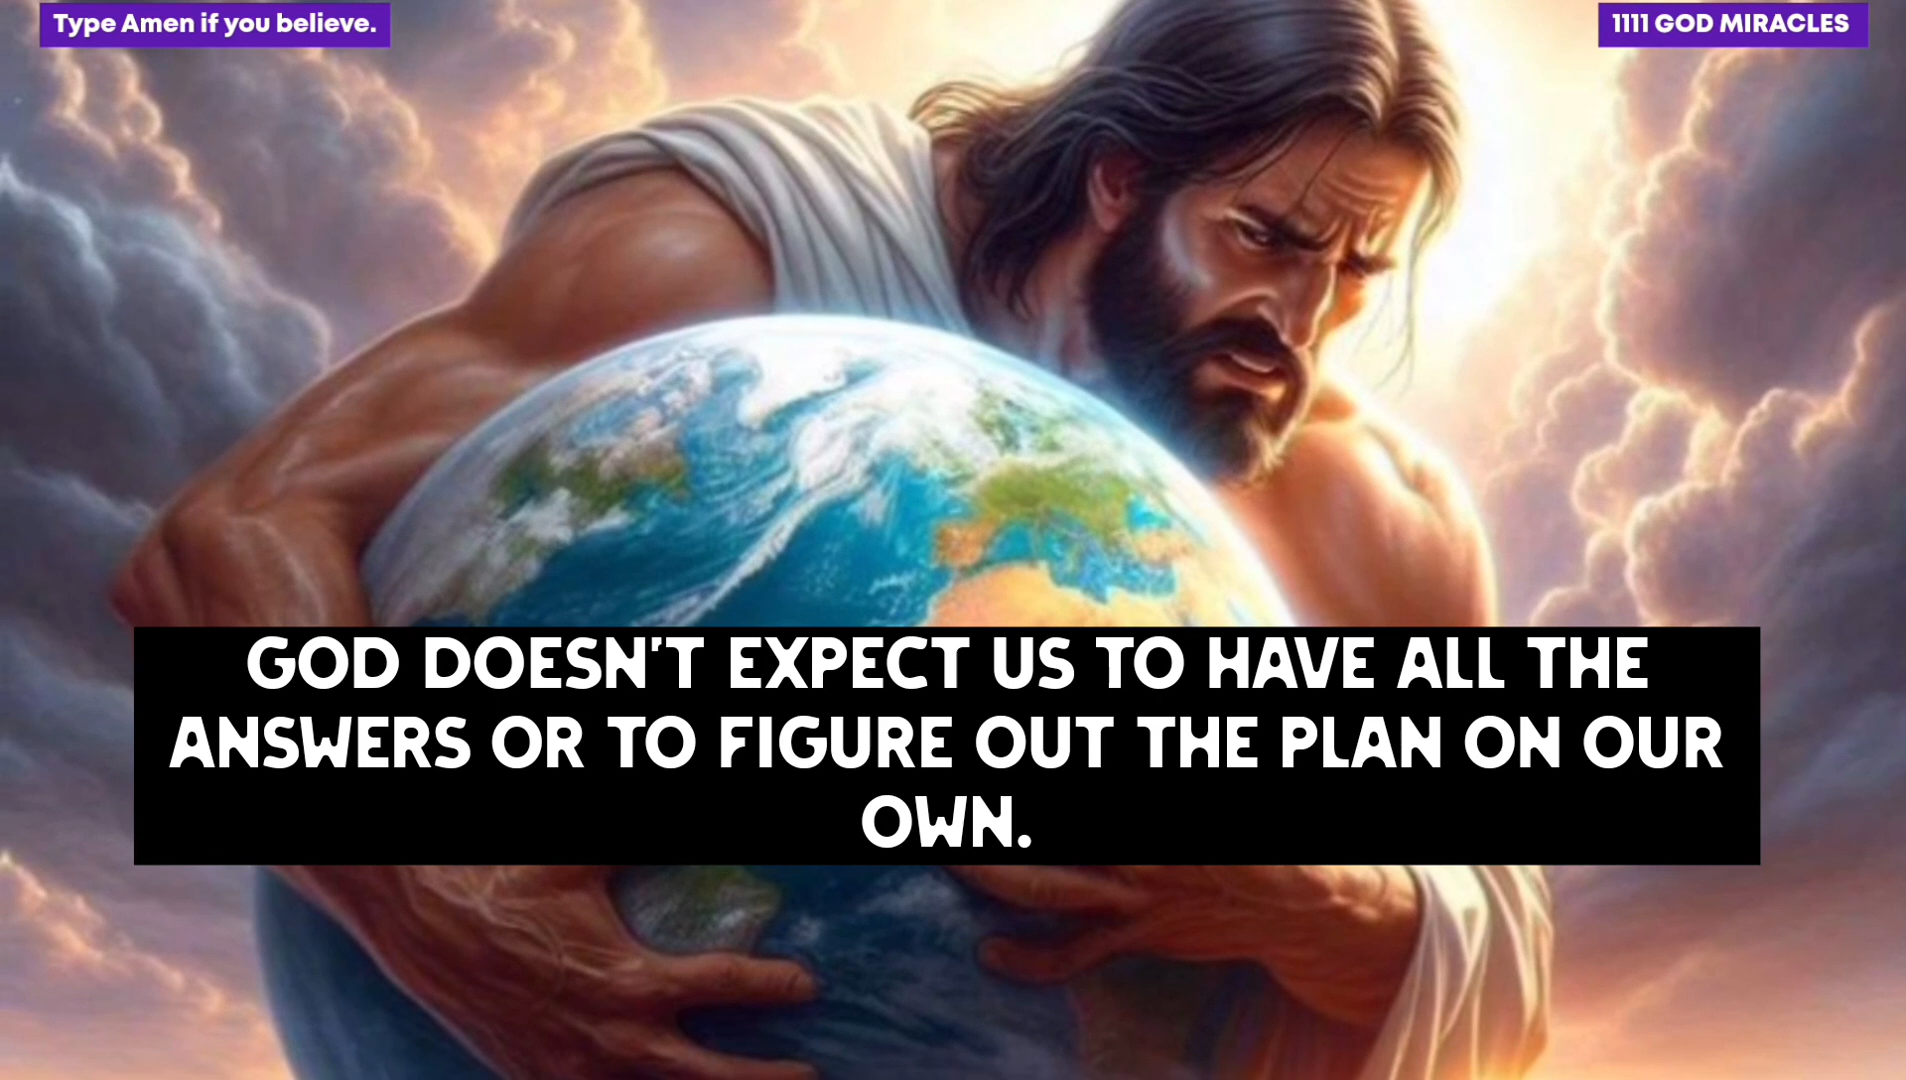 Type Amen if you believe.
1111 GOD MIRACLES
GOD DOESN'T EXPECT US TO HAVE ALL THE
ANSWERS OR TO FIGURE OUT THE PLAN ON OUR
OWN.